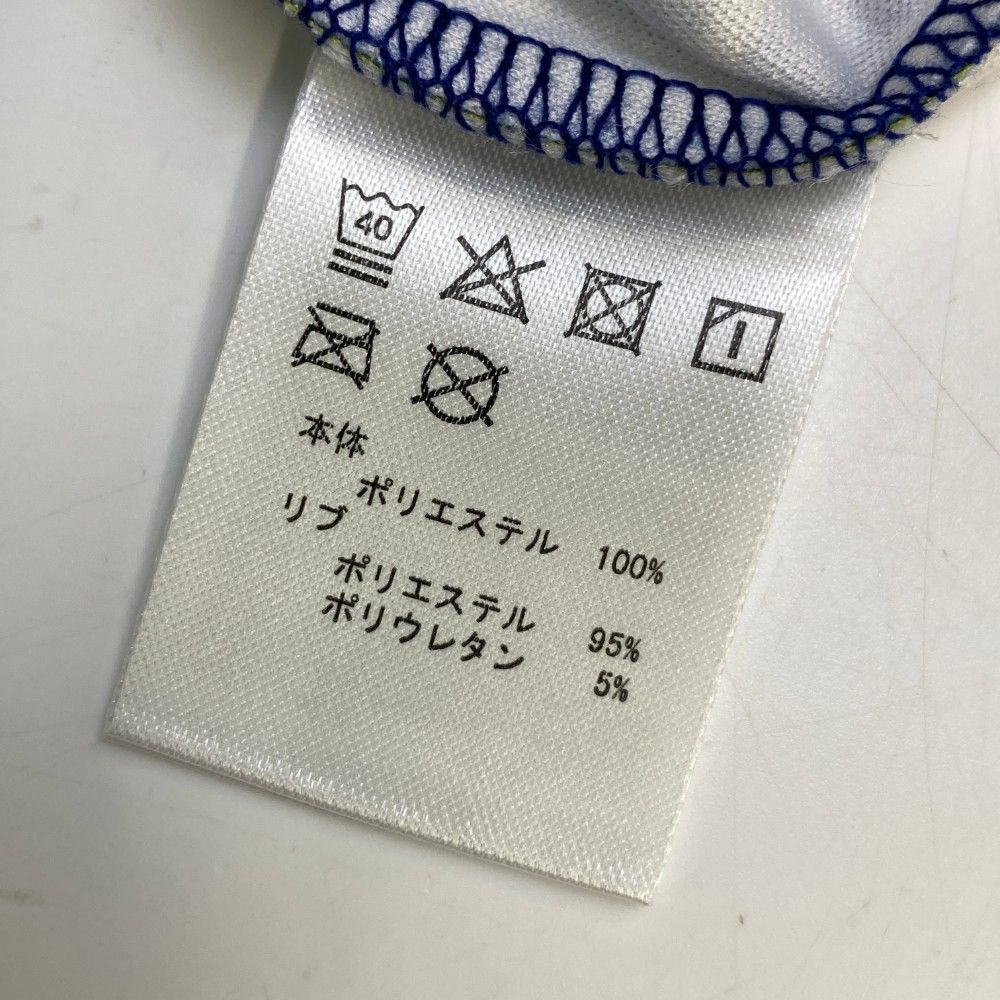 40
本体
ポリエステル 100%
リブ
ポリエステル 95%
ポリウレタン 5%